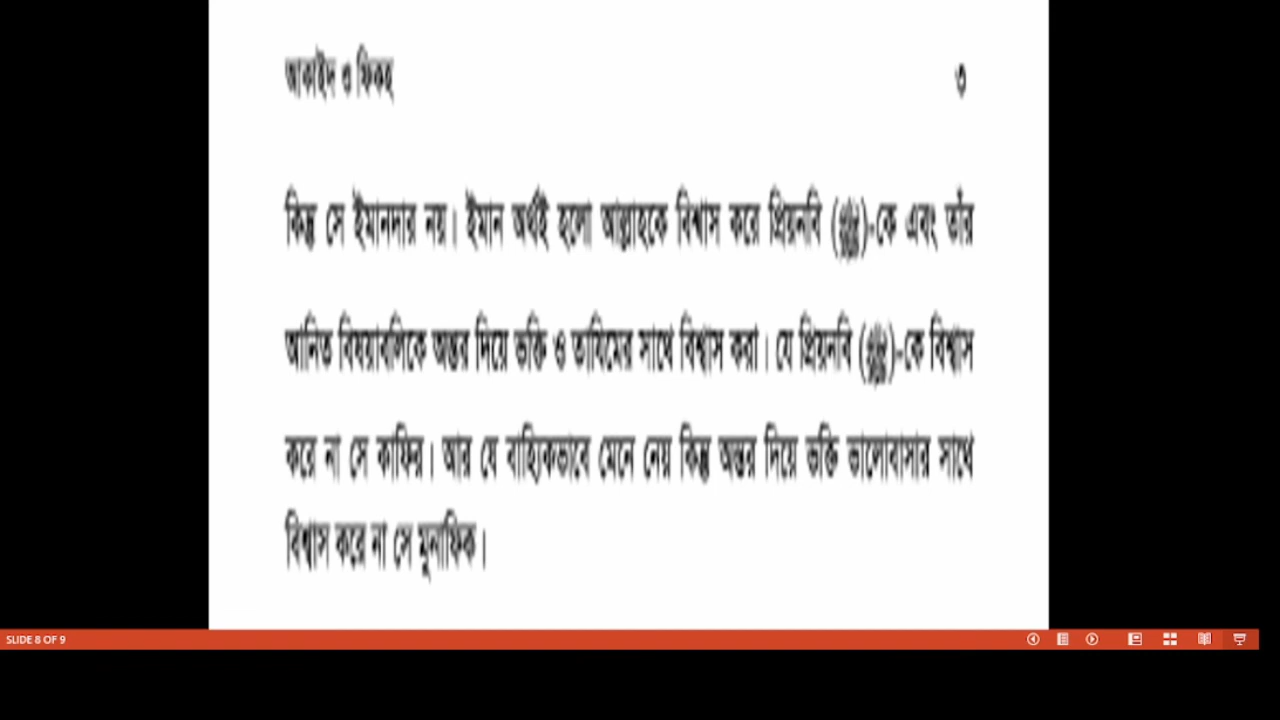 আকাইদ ও ফিকহ ৩
কিন্তু সে ইমানদার নয়। ইমান অর্থই হলো আল্লাহকে বিশ্বাস করে প্রিয়নবি (ﷺ)-কে এবং তাঁর
আনিত বিষয়াবলিকে অন্তর দিয়ে ভক্তি ও তাযিমের সাথে বিশ্বাস করা। যে প্রিয়নবি (ﷺ)-কে বিশ্বাস
করে না সে কাফির। আর যে বাহ্যিকভাবে মেনে নেয় কিন্তু অন্তর দিয়ে ভক্তি ভালোবাসার সাথে
বিশ্বাস করে না সে মুনাফিক।
SLIDE 8 OF 9